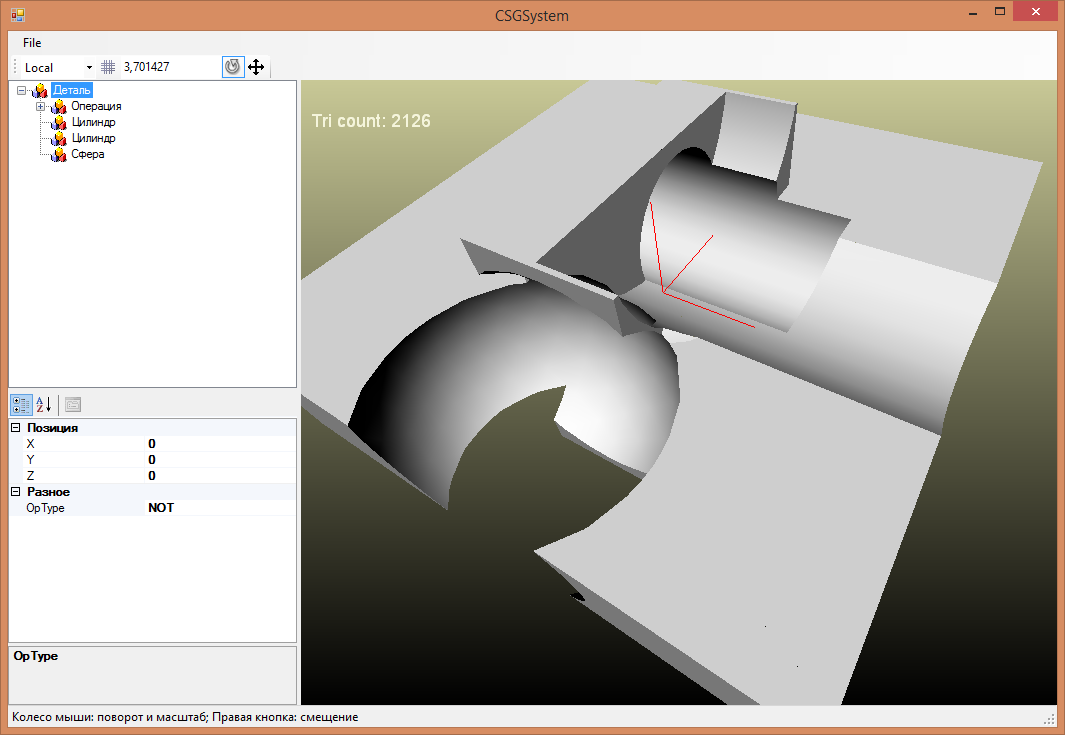 CSGSystem
File
Local 3,701427
Деталь
Операция
Цилиндр
Цилиндр
Сфера
Tri count: 2126
A
Z
Позиция
X 0
Y 0
Z 0
Разное
OpType NOT
OpType
Колесо мыши: поворот и масштаб; Правая кнопка: смещение